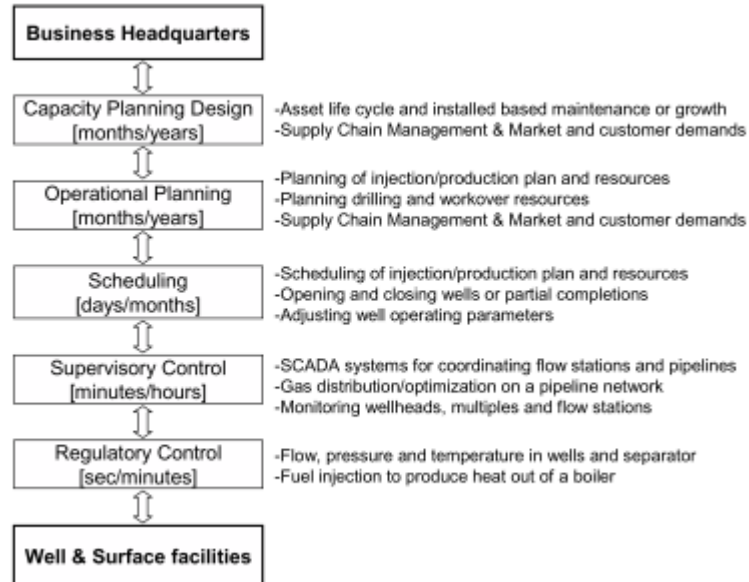 Business Headquarters
Capacity Planning Design
[months/years]
-Asset life cycle and installed based maintenance or growth
-Supply Chain Management & Market and customer demands
Operational Planning
[months/years]
-Planning of injection/production plan and resources
-Planning drilling and workover resources
-Supply Chain Management & Market and customer demands
Scheduling
[days/months]
-Scheduling of injection/production plan and resources
-Opening and closing wells or partial completions
-Adjusting well operating parameters
Supervisory Control
[minutes/hours]
-SCADA systems for coordinating flow stations and pipelines
-Gas distribution/optimization on a pipeline network
-Monitoring wellheads, multiples and flow stations
Regulatory Control
[sec/minutes]
-Flow, pressure and temperature in wells and separator
-Fuel injection to produce heat out of a boiler
Well & Surface facilities